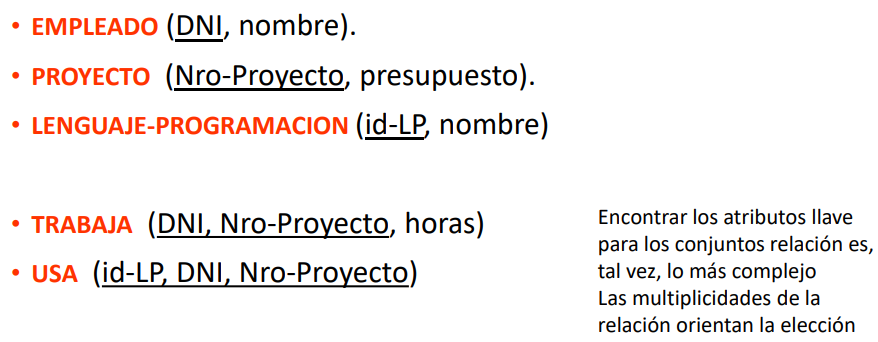 • EMPLEADO (DNI, nombre).
• PROYECTO (Nro-Proyecto, presupuesto).
• LENGUAJE-PROGRAMACION (id-LP, nombre)
• TRABAJA (DNI, Nro-Proyecto, horas)
• USA (id-LP, DNI, Nro-Proyecto)
Encontrar los atributos llave
para los conjuntos relación es,
tal vez, lo más complejo
Las multiplicidades de la
relación orientan la elección